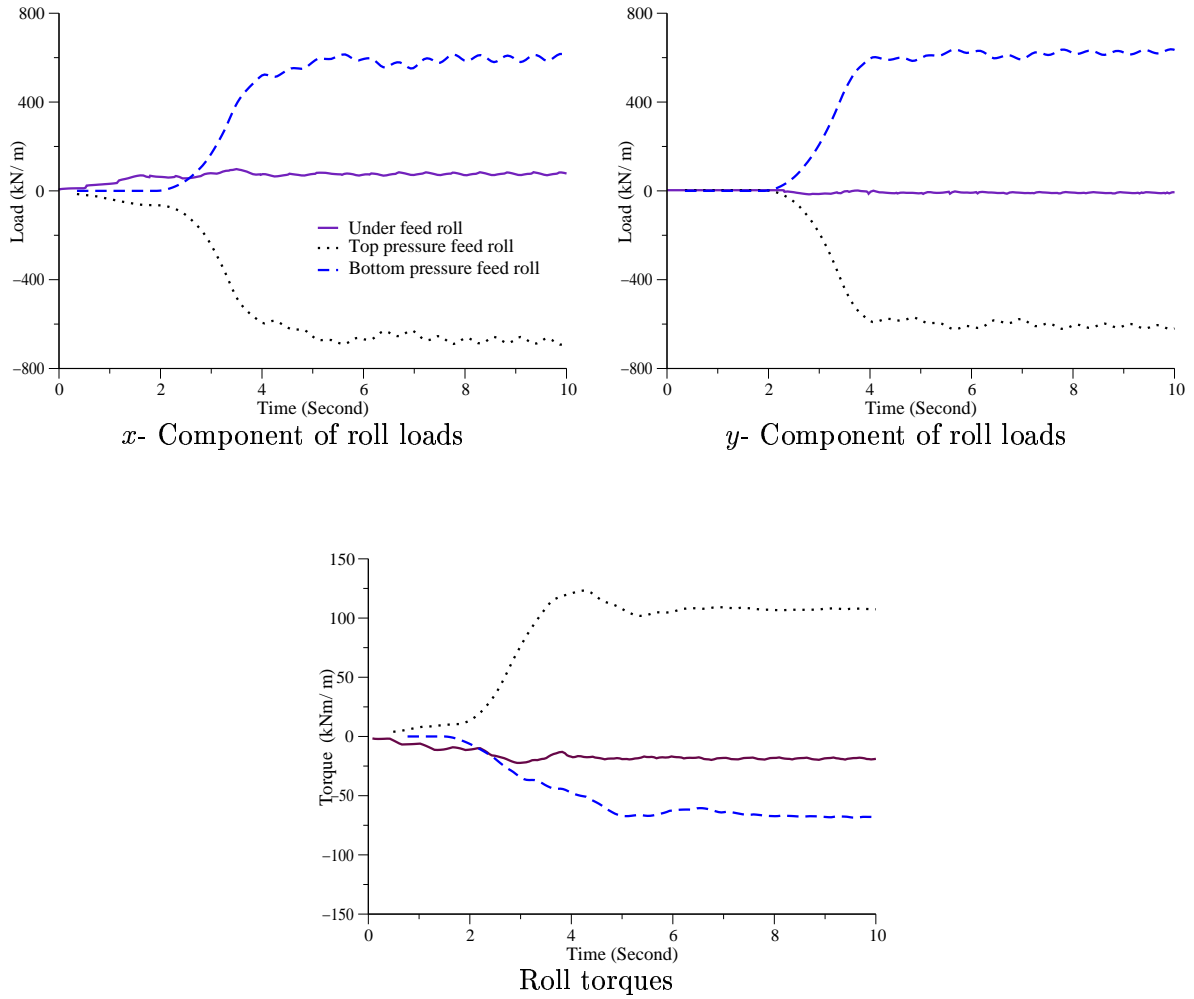 800
400
0
−400
−800
Load (kN/ m)
0 2 4 6 8 10
Time (Second)
Under feed roll
Top pressure feed roll
Bottom pressure feed roll
x- Component of roll loads
800
400
0
−400
−800
Load (kN/ m)
0 2 4 6 8 10
Time (Second)
y- Component of roll loads
150
100
50
0
−50
−100
−150
Torque (kNm/ m)
0 2 4 6 8 10
Time (Second)
Roll torques